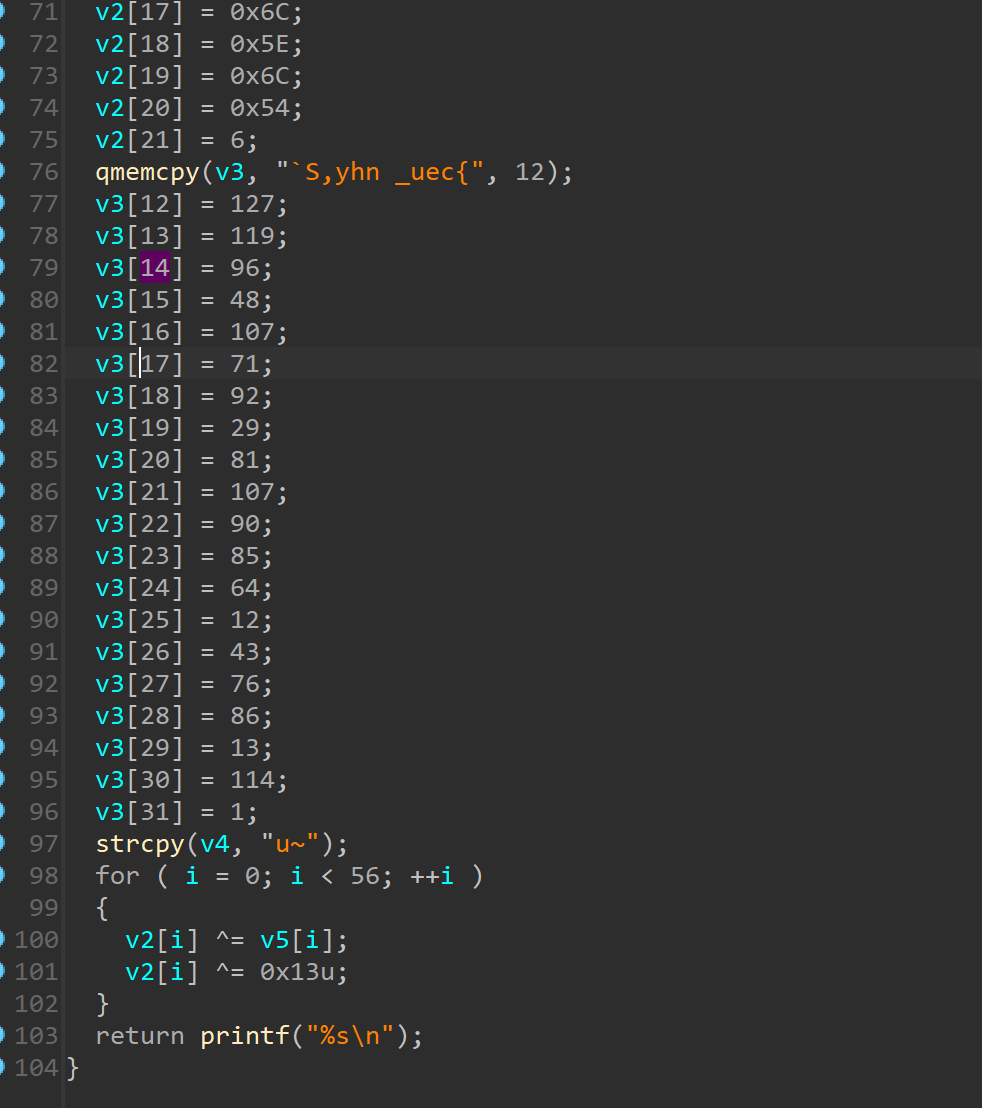 71 v2[17] = 0x6C;
72 v2[18] = 0x5E;
73 v2[19] = 0x6C;
74 v2[20] = 0x54;
75 v2[21] = 6;
76 qmemcpy(v3, "`S,yhn _uec{", 12);
77 v3[12] = 127;
78 v3[13] = 119;
79 v3[14] = 96;
80 v3[15] = 48;
81 v3[16] = 107;
82 v3[17] = 71;
83 v3[18] = 92;
84 v3[19] = 29;
85 v3[20] = 81;
86 v3[21] = 107;
87 v3[22] = 90;
88 v3[23] = 85;
89 v3[24] = 64;
90 v3[25] = 12;
91 v3[26] = 43;
92 v3[27] = 76;
93 v3[28] = 86;
94 v3[29] = 13;
95 v3[30] = 114;
96 v3[31] = 1;
97 strcpy(v4, "u~");
98 for ( i = 0; i < 56; ++i )
99 {
100 v2[i] ^= v5[i];
101 v2[i] ^= 0x13u;
102 }
103 return printf("%s\n");
104 }